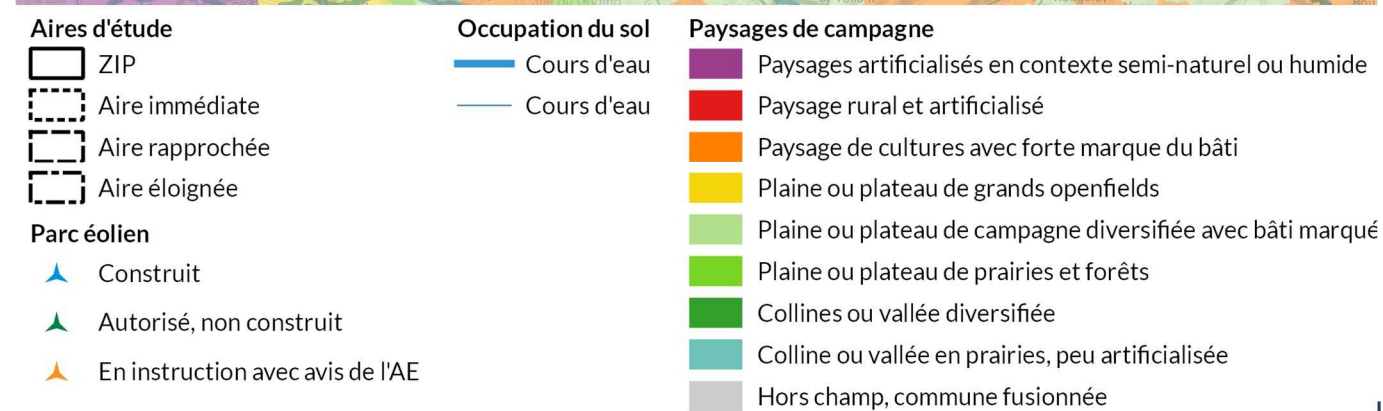 Aires d'étude
ZIP
Aire immédiate
Aire rapprochée
Aire éloignée
Parc éolien
Construit
Autorisé, non construit
En instruction avec avis de l'AE
Occupation du sol
Cours d'eau
Cours d'eau
Paysages de campagne
Paysages artificialisés en contexte semi-naturel ou humide
Paysage rural et artificialisé
Paysage de cultures avec forte marque du bâti
Plaine ou plateau de grands openfields
Plaine ou plateau de campagne diversifiée avec bâti marqué
Plaine ou plateau de prairies et forêts
Collines ou vallée diversifiée
Colline ou vallée en prairies, peu artificialisée
Hors champ, commune fusionnée